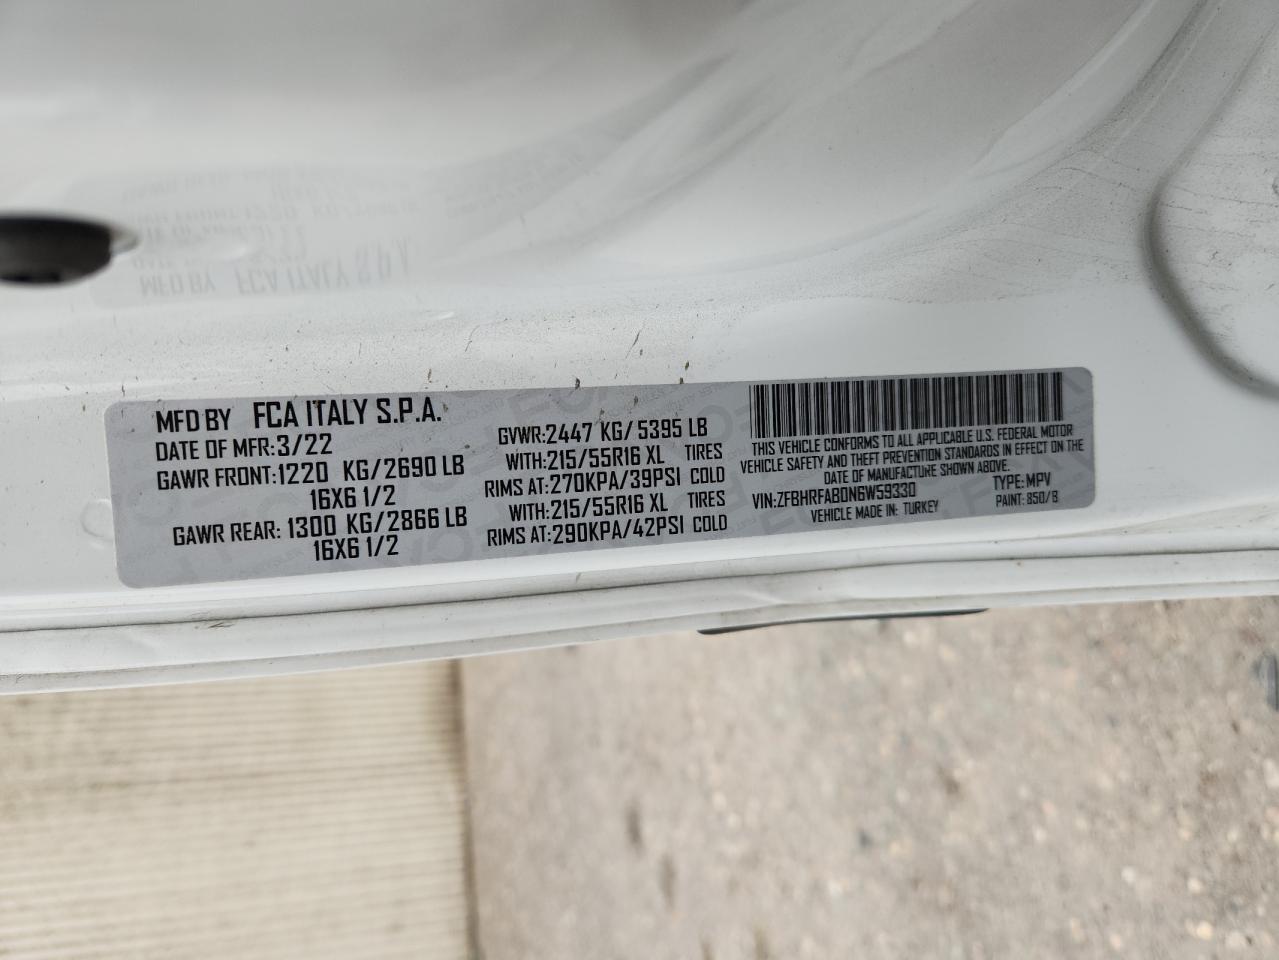 MFD BY FCA ITALY S.P.A.
DATE OF MFR:3/22
GAWR FRONT:1220 KG/2690 LB
16X6 1/2
GAWR REAR: 1300 KG/2866 LB
16X6 1/2
GVWR:2447 KG/ 5395 LB
WITH:215/55R16 XL TIRES
RIMS AT:270KPA/39PSI COLD
WITH:215/55R16 XL TIRES
RIMS AT:290KPA/42PSI COLD
THIS VEHICLE CONFORMS TO ALL APPLICABLE U.S. FEDERAL MOTOR
VEHICLE SAFETY AND THEFT PREVENTION STANDARDS IN EFFECT ON THE
DATE OF MANUFACTURE SHOWN ABOVE.
VIN:ZFBHRFAB0N6W59330 TYPE: MPV
VEHICLE MADE IN: TURKEY PAINT: 850/B